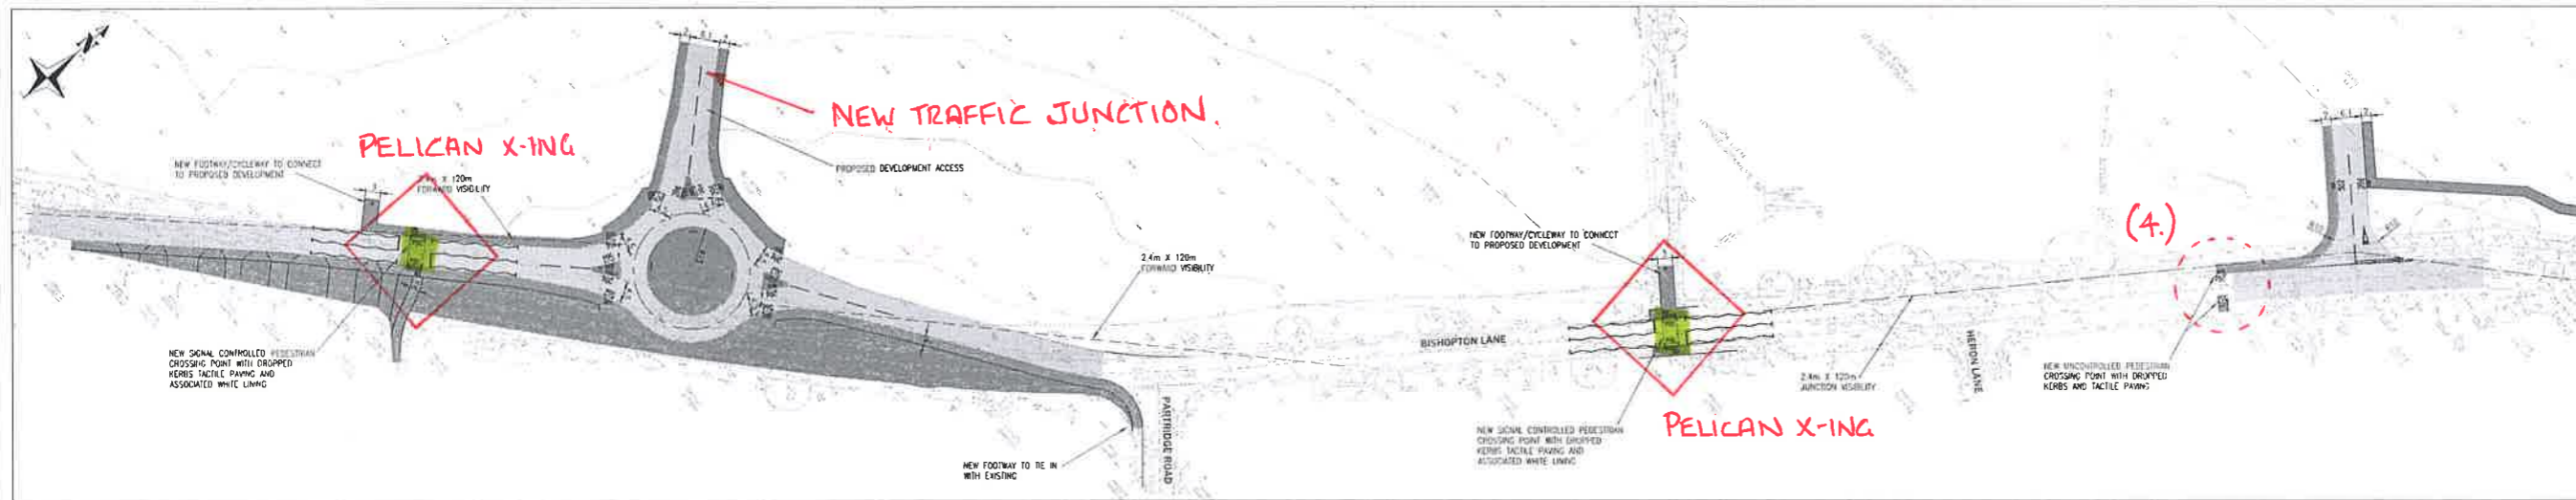 N
NEW TRAFFIC JUNCTION.
PELICAN X-ING
NEW FOOTWAY/CYCLEWAY TO CONNECT
TO PROPOSED DEVELOPMENT
X 120m
FORWARD VISIBILITY
PROPOSED DEVELOPMENT ACCESS
2.4m X 120m
FORWARD VISIBILITY
NEW SIGNAL CONTROLLED PEDESTRIAN
CROSSING POINT WITH DROPPED
KERBS TACTILE PAVING AND
ASSOCIATED WHITE LINING
NEW FOOTWAY TO TIE IN
WITH EXISTING
PARTRIDGE ROAD
BISHOPTON LANE
NEW FOOTWAY/CYCLEWAY TO CONNECT
TO PROPOSED DEVELOPMENT
NEW SIGNAL CONTROLLED PEDESTRIAN
CROSSING POINT WITH DROPPED
KERBS TACTILE PAVING AND
ASSOCIATED WHITE LINING
PELICAN X-ING
2.4m X 120m
JUNCTION VISIBILITY
HERON LANE
(4.)
NEW UNCONTROLLED PEDESTRIAN
CROSSING POINT WITH DROPPED
KERBS AND TACTILE PAVING